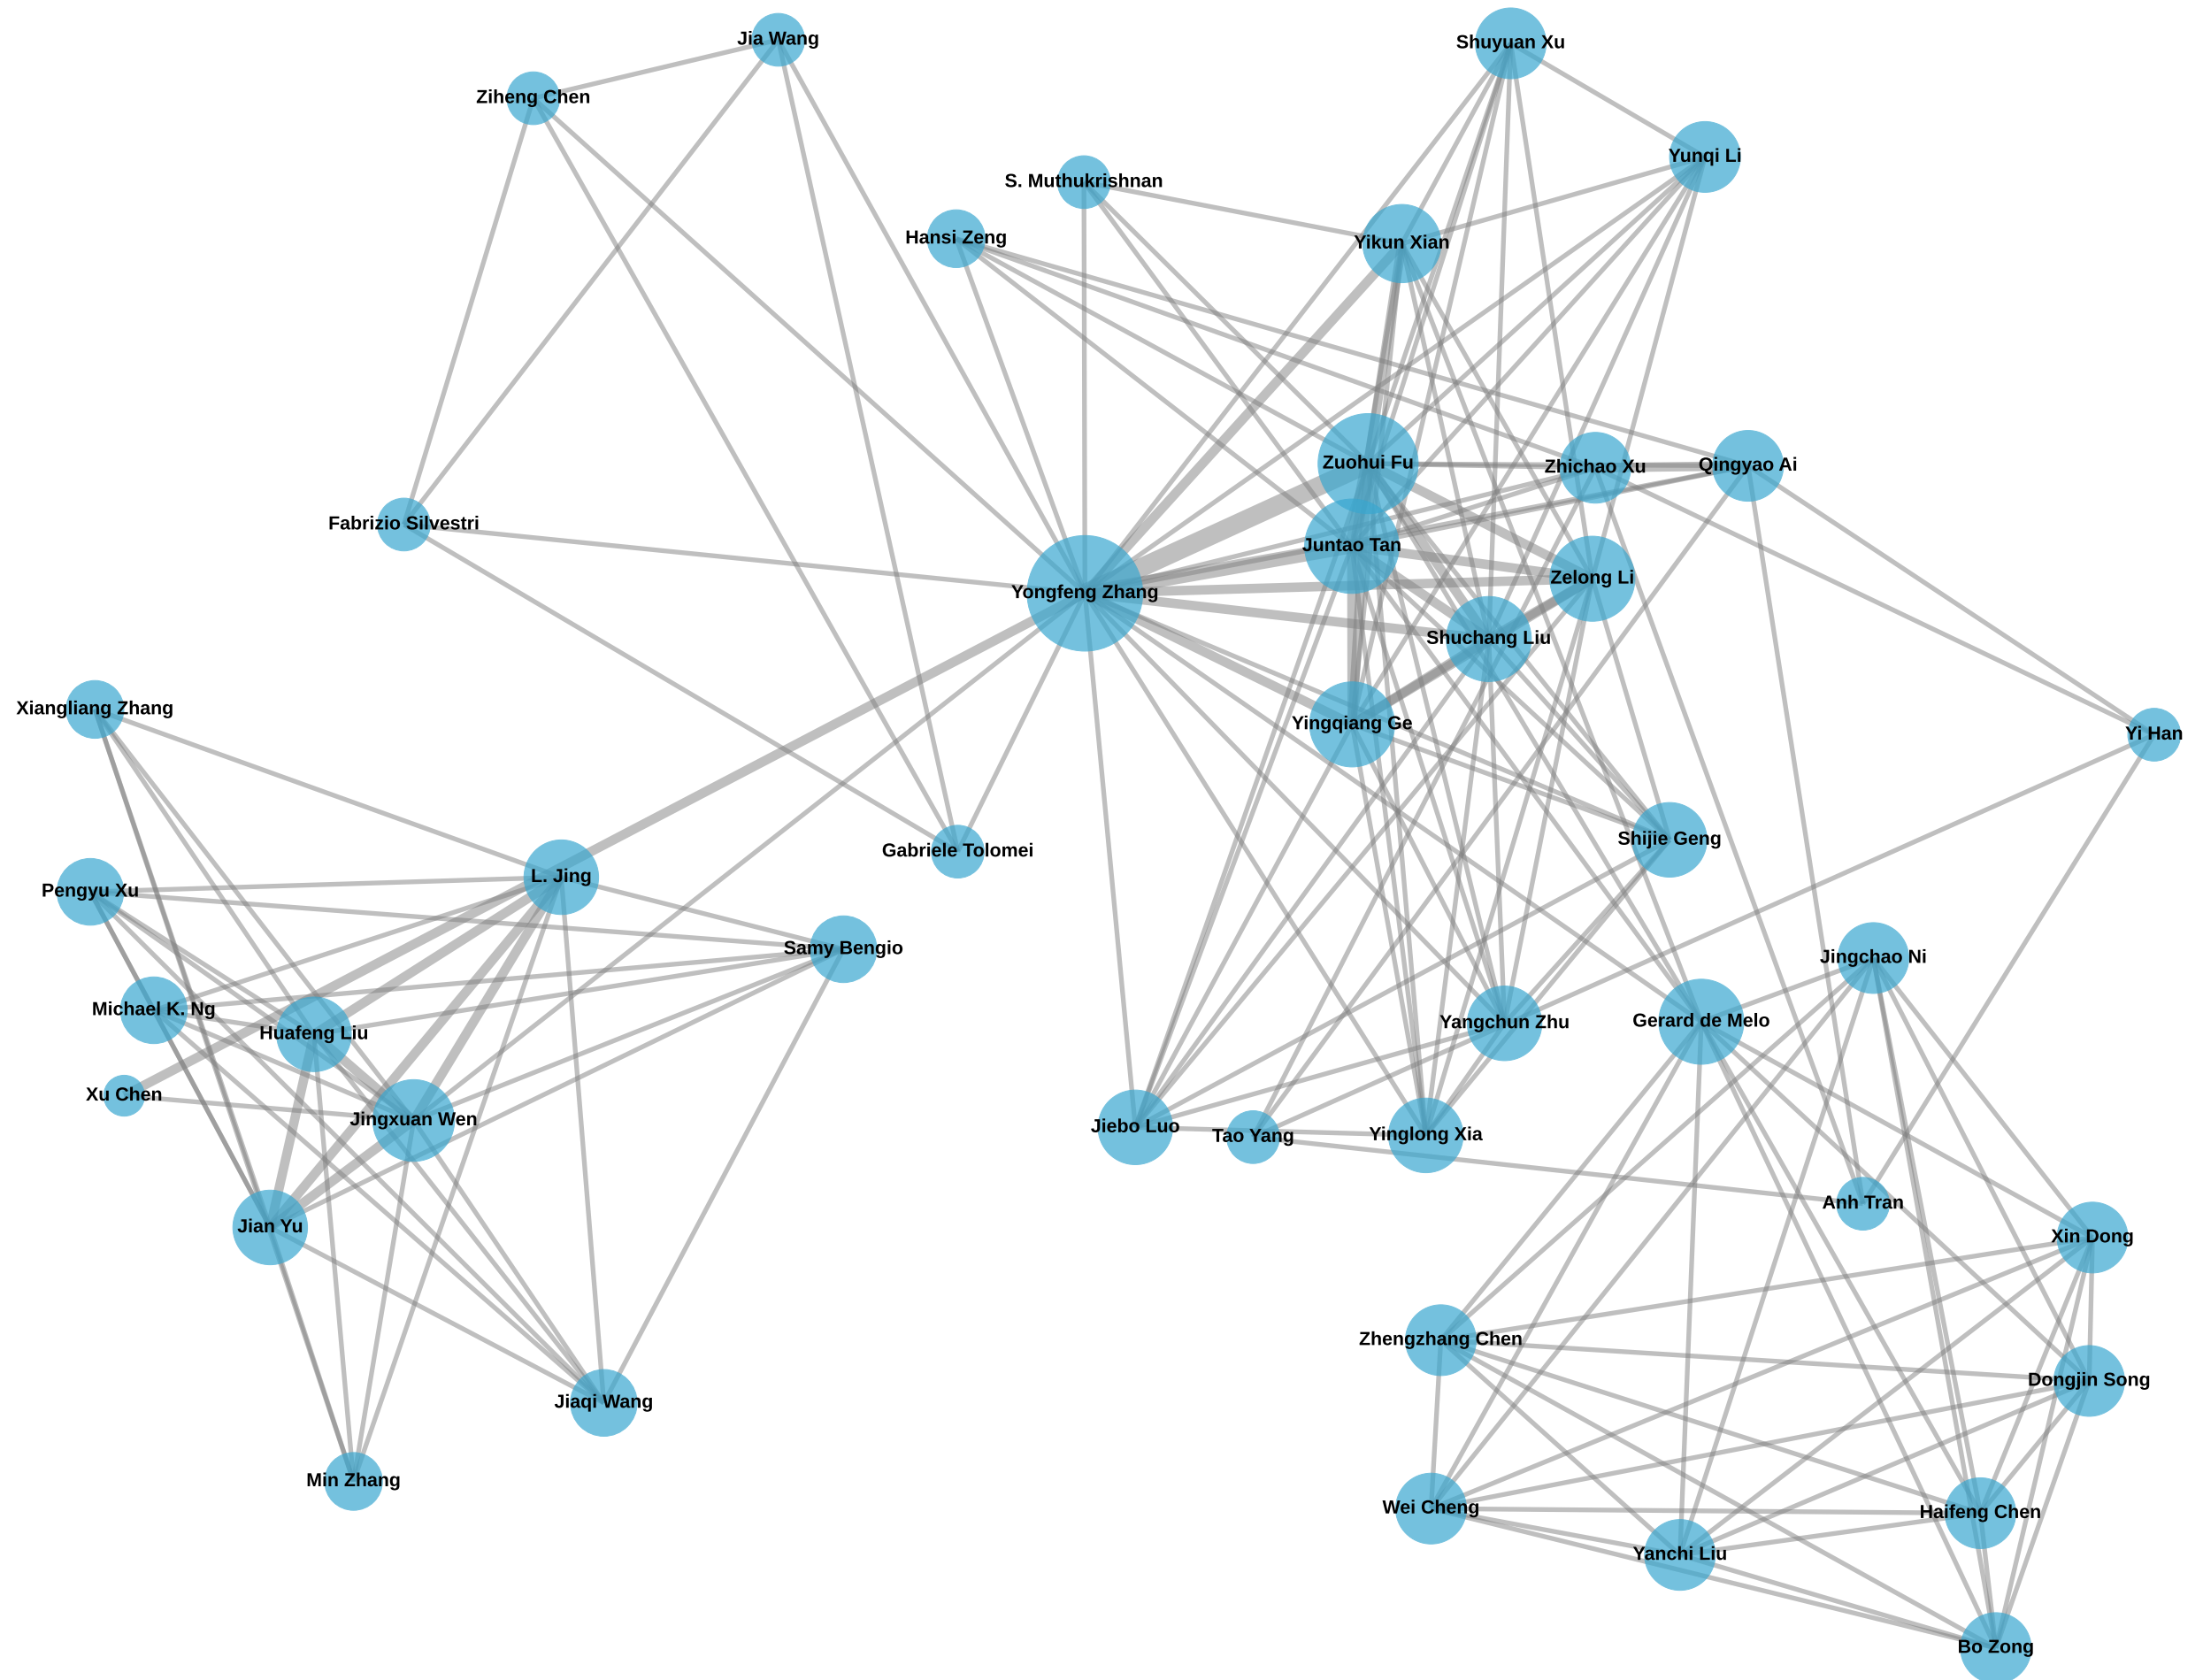 Jia Wang
Shuyuan Xu
Ziheng Chen
Yunqi Li
S. Muthukrishnan
Hansi Zeng
Yikun Xian
Zuohui Fu
Zhichao Xu
Qingyao Ai
Fabrizio Silvestri
Juntao Tan
Zelong Li
Yongfeng Zhang
Shuchang Liu
Xiangliang Zhang
Yingqiang Ge
Yi Han
Shijie Geng
Gabriele Tolomei
L. Jing
Pengyu Xu
Samy Bengio
Jingchao Ni
Michael K. Ng
Yangchun Zhu
Gerard de Melo
Huafeng Liu
Xu Chen
Jingxuan Wen
Jiebo Luo
Tao Yang
Yinglong Xia
Anh Tran
Jian Yu
Xin Dong
Zhengzhang Chen
Dongjin Song
Jiaqi Wang
Min Zhang
Wei Cheng
Haifeng Chen
Yanchi Liu
Bo Zong